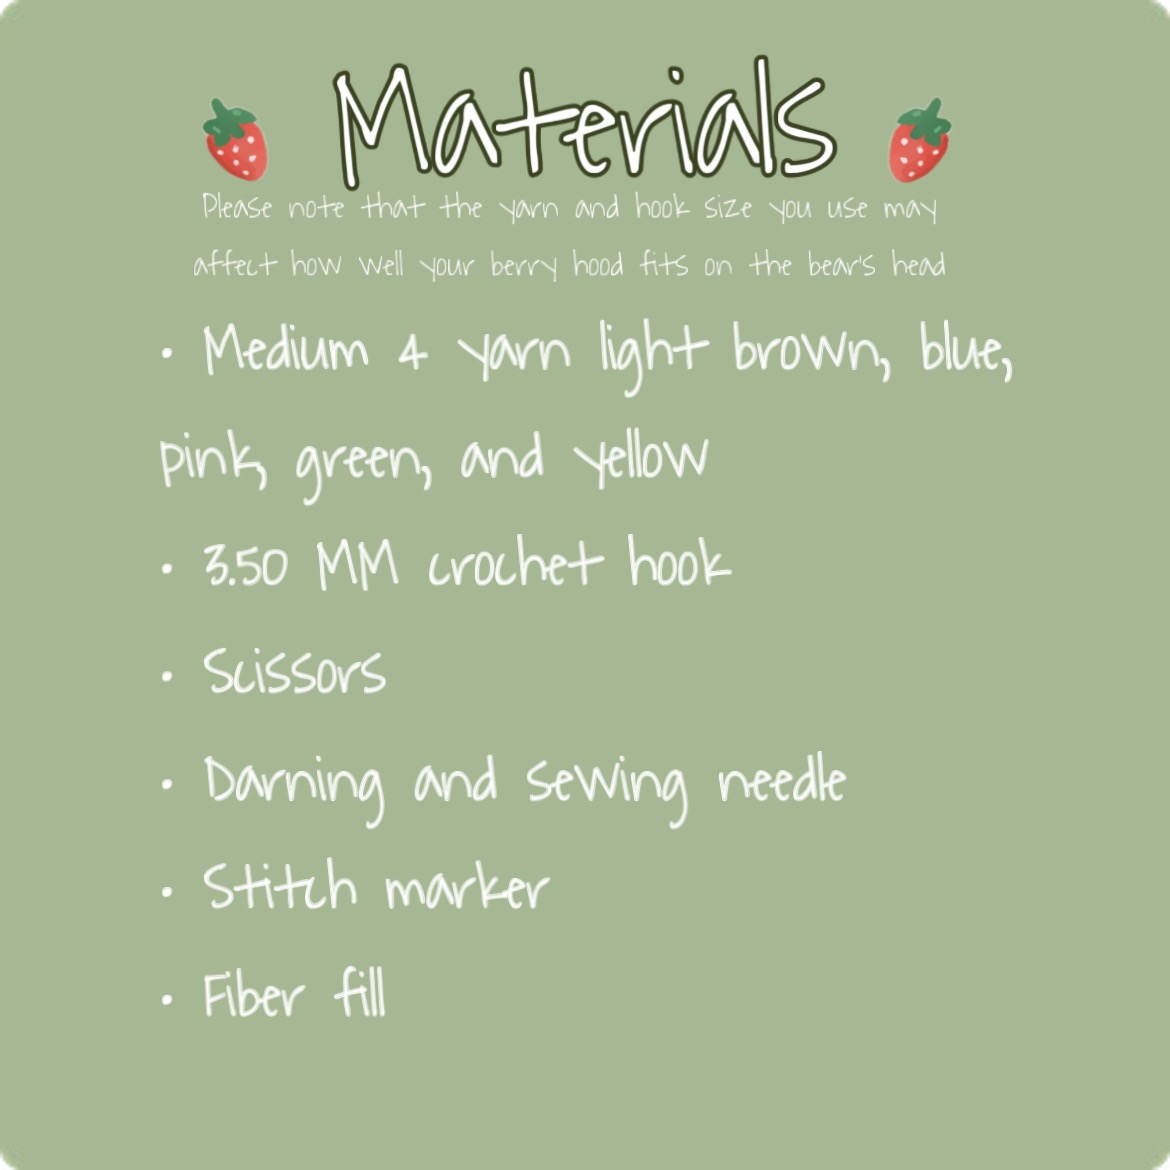 Materials
Please note that the yarn and hook size you use may
affect how well your berry hood fits on the bear's head
• Medium 4 yarn light brown, blue,
pink, green, and yellow
• 3.50 MM crochet hook
• Scissors
• Darning and sewing needle
• Stitch marker
• Fiber fill